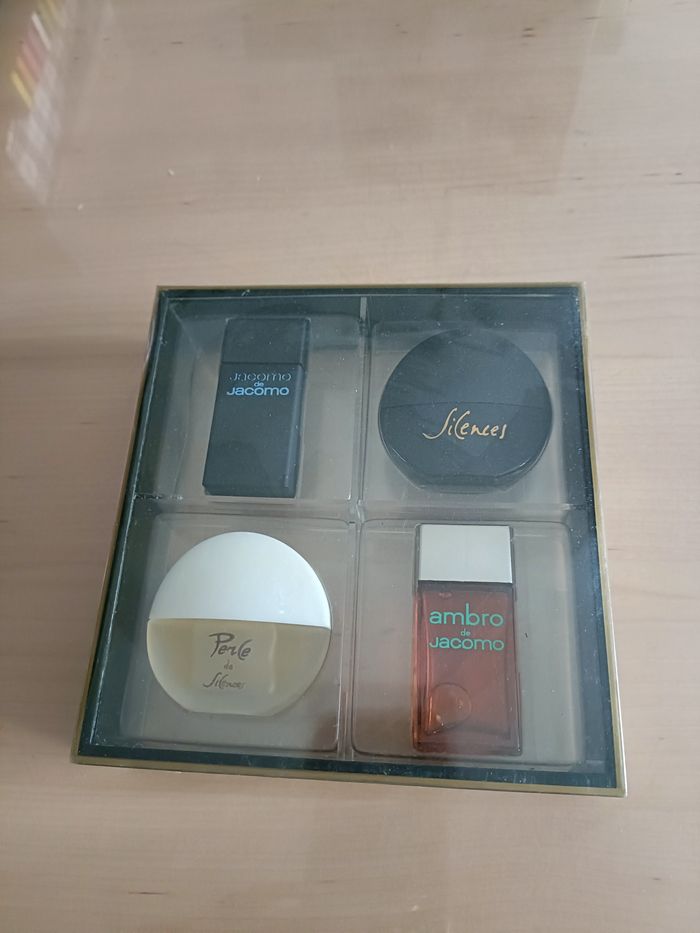 Jacomo
de
Jacomo
Silences
Perle
de
Silences
ambro
de
Jacomo